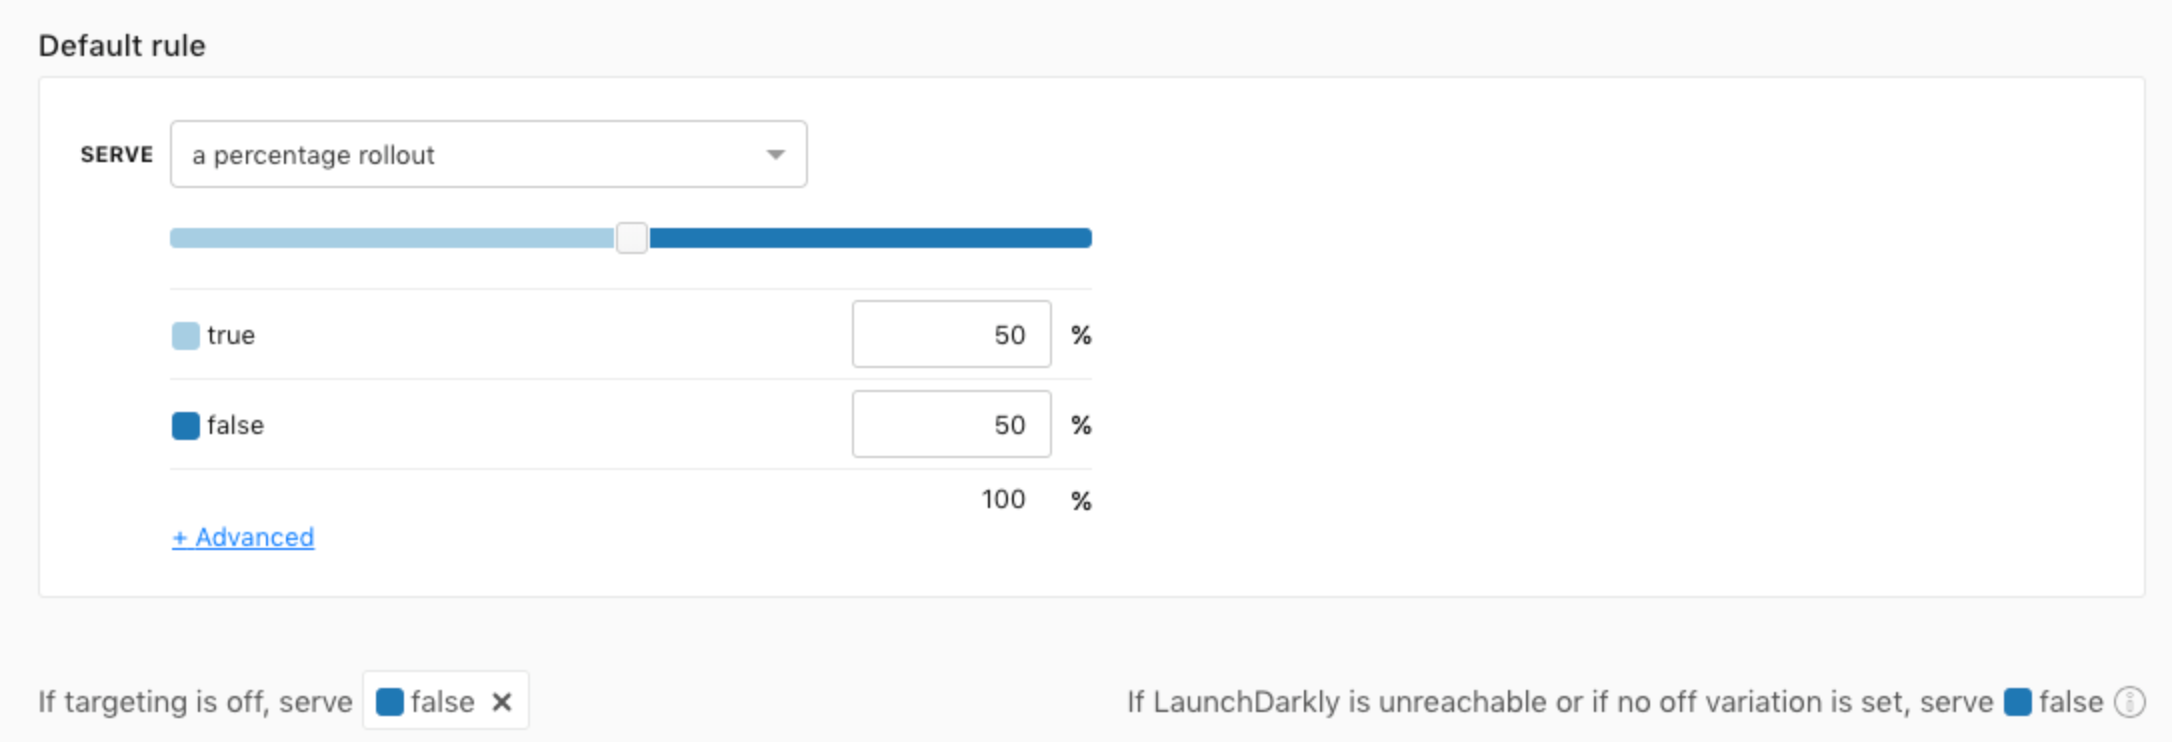 Default rule
SERVE a percentage rollout
true 50 %
false 50 %
100 %
+ Advanced
If targeting is off, serve false ✕ If LaunchDarkly is unreachable or if no off variation is set, serve false ⓘ